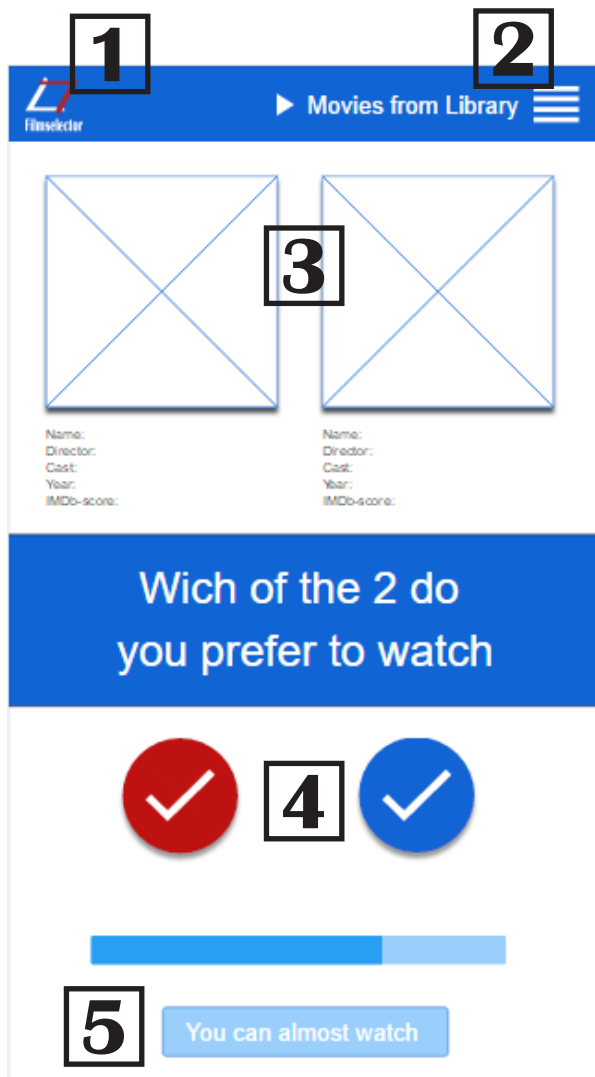 1
2
Filmselector
Movies from Library
3
Name:
Director:
Cast:
Year:
IMDb-score:
Name:
Director:
Cast:
Year:
IMDb-score:
Wich of the 2 do
you prefer to watch
4
5
You can almost watch